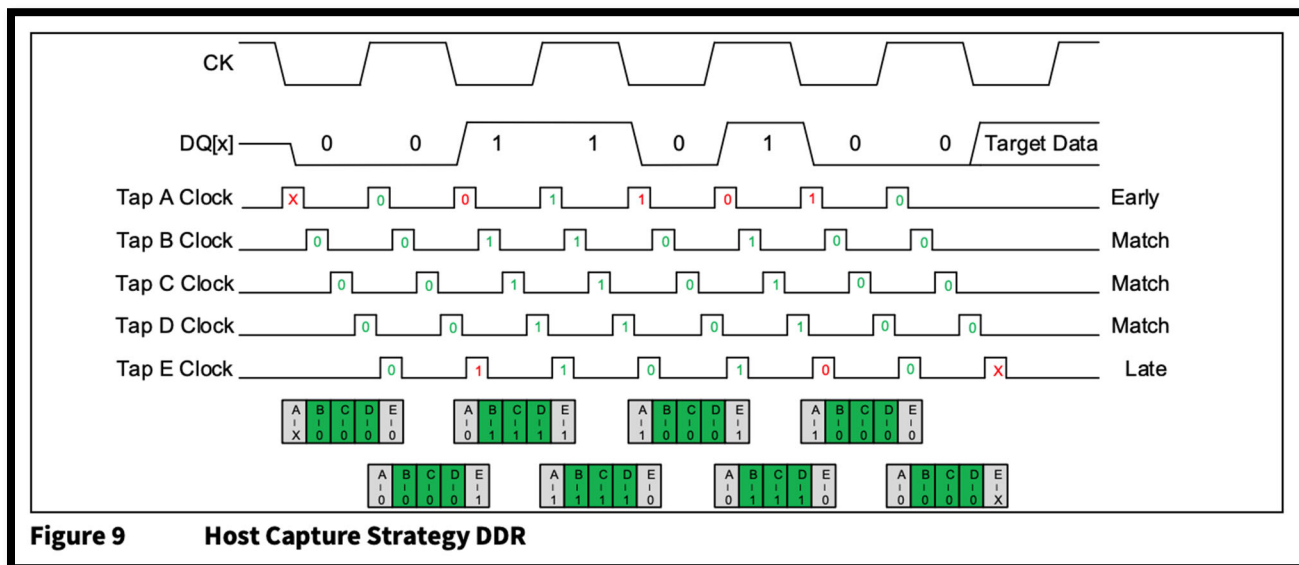 CK
DQ[x] 0 0 1 1 0 1 0 0 Target Data
Tap A Clock X 0 0 1 1 0 1 0 Early
Tap B Clock 0 0 1 1 0 1 0 0 Match
Tap C Clock 0 0 1 1 0 1 0 0 Match
Tap D Clock 0 0 1 1 0 1 0 0 Match
Tap E Clock 0 1 1 0 1 0 0 X Late
A B C D E A B C D E A B C D E A B C D E
| | | | | | | | | | | | | | | | | | | |
X 0 0 0 0 0 1 1 1 1 1 0 0 0 1 1 0 0 0 0
A B C D E A B C D E A B C D E A B C D E
| | | | | | | | | | | | | | | | | | | |
0 0 0 0 1 1 1 1 1 0 0 1 1 1 0 0 0 0 0 X
Figure 9 Host Capture Strategy DDR